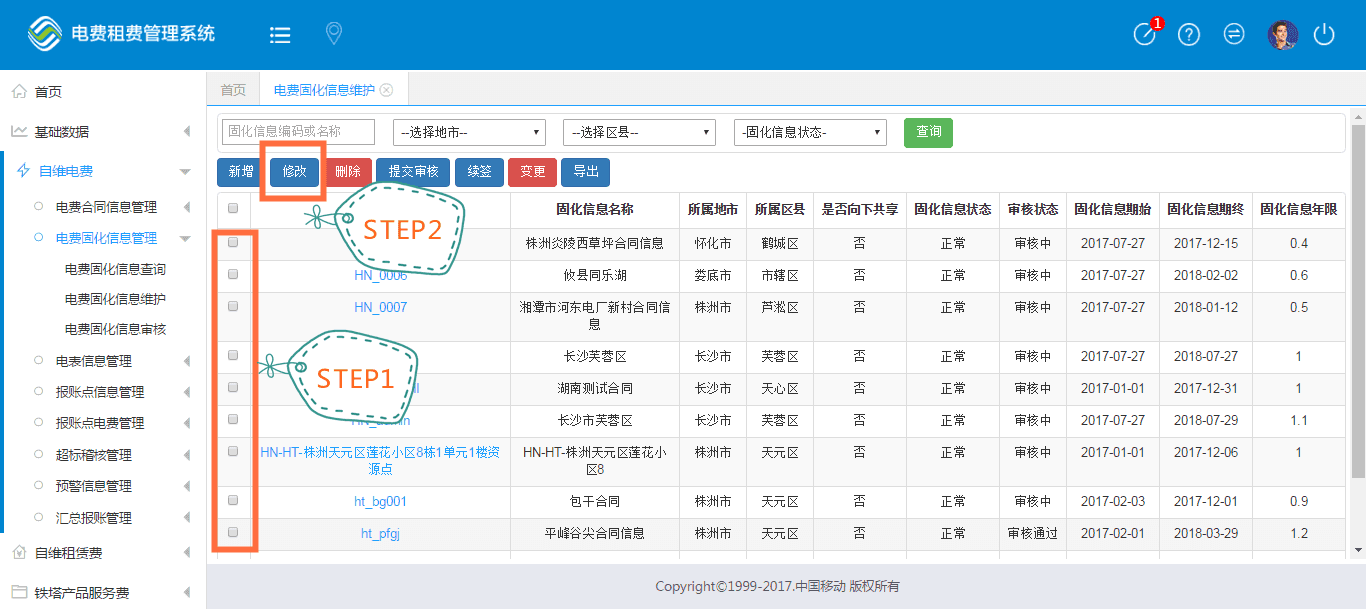 电费租费管理系统
1
首页
基础数据
自维电费
电费合同信息管理
电费固化信息管理
电费固化信息查询
电费固化信息维护
电费固化信息审核
电表信息管理
报账点信息管理
报账点电费管理
超标稽核管理
预警信息管理
汇总报账管理
自维租赁费
铁塔产品服务费
首页 电费固化信息维护
固化信息编码或名称 --选择地市-- --选择区县-- -固化信息状态- 查询
新增 修改 删除 提交审核 续签 变更 导出
固化信息名称 所属地市 所属区县 是否向下共享 固化信息状态 审核状态 固化信息期始 固化信息期终 固化信息年限
株洲炎陵西草坪合同信息 怀化市 鹤城区 否 正常 审核中 2017-07-27 2017-12-15 0.4
HN_0006 攸县同乐湖 娄底市 市辖区 否 正常 审核中 2017-07-27 2018-02-02 0.6
HN_0007 湘潭市河东电厂新村合同信
息 株洲市 芦淞区 否 正常 审核中 2017-07-27 2018-01-12 0.5
长沙芙蓉区 长沙市 芙蓉区 否 正常 审核中 2017-07-27 2018-07-27 1
湖南测试合同 长沙市 天心区 否 正常 审核中 2017-01-01 2017-12-31 1
长沙市芙蓉区 长沙市 芙蓉区 否 正常 审核中 2017-07-27 2018-07-29 1.1
HN-HT-株洲天元区莲花小区8栋1单元1楼资
源点 HN-HT-株洲天元区莲花小
区8 株洲市 天元区 否 正常 审核中 2017-01-01 2017-12-06 1
ht_bg001 包干合同 株洲市 天元区 否 正常 审核中 2017-02-03 2017-12-01 0.9
ht_pfgj 平峰谷尖合同信息 株洲市 天元区 否 正常 审核通过 2017-02-01 2018-03-29 1.2
STEP2
STEP1
Copyright©1999-2017.中国移动 版权所有